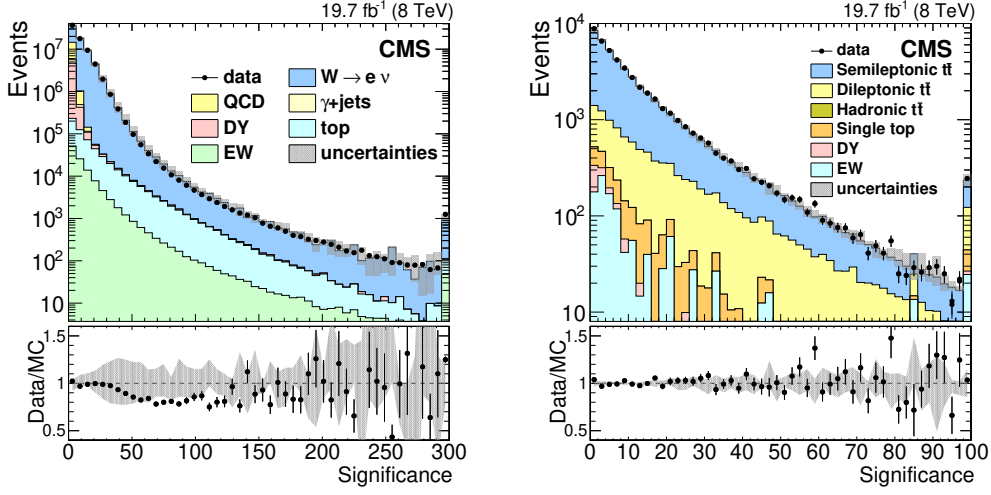 19.7 fb⁻¹ (8 TeV)
CMS
Events
10⁷
10⁶
10⁵
10⁴
10³
10²
10
data
W → e ν
QCD
γ+jets
DY
top
EW
uncertainties
Data/MC
1.5
1
0.5
0 50 100 150 200 250 300
Significance
19.7 fb⁻¹ (8 TeV)
CMS
Events
10⁴
10³
10²
10
data
Semileptonic tt̄
Dileptonic tt̄
Hadronic tt̄
Single top
DY
EW
uncertainties
Data/MC
1.5
1
0.5
0 10 20 30 40 50 60 70 80 90 100
Significance